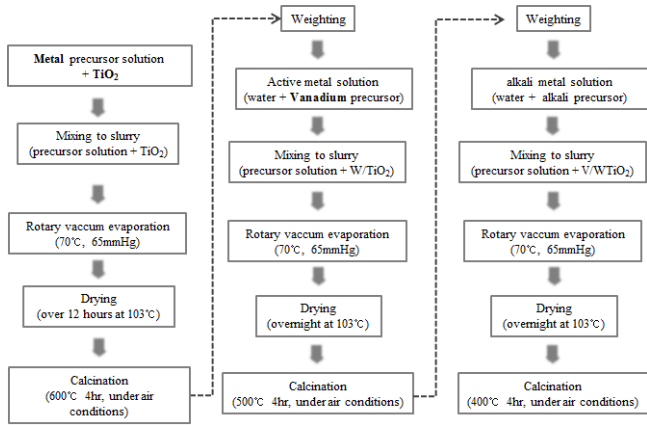 Metal precursor solution
+ TiO2
Mixing to slurry
(precursor solution + TiO2)
Rotary vaccum evaporation
(70℃, 65mmHg)
Drying
(over 12 hours at 103℃)
Calcination
(600℃ 4hr, under air
conditions)
Weighting
Active metal solution
(water + Vanadium precursor)
Mixing to slurry
(precursor solution + W/TiO2)
Rotary vaccum evaporation
(70℃, 65mmHg)
Drying
(overnight at 103℃)
Calcination
(500℃ 4hr, under air conditions)
Weighting
alkali metal solution
(water + alkali precursor)
Mixing to slurry
(precursor solution + V/WTiO2)
Rotary vaccum evaporation
(70℃, 65mmHg)
Drying
(overnight at 103℃)
Calcination
(400℃ 4hr, under air conditions)